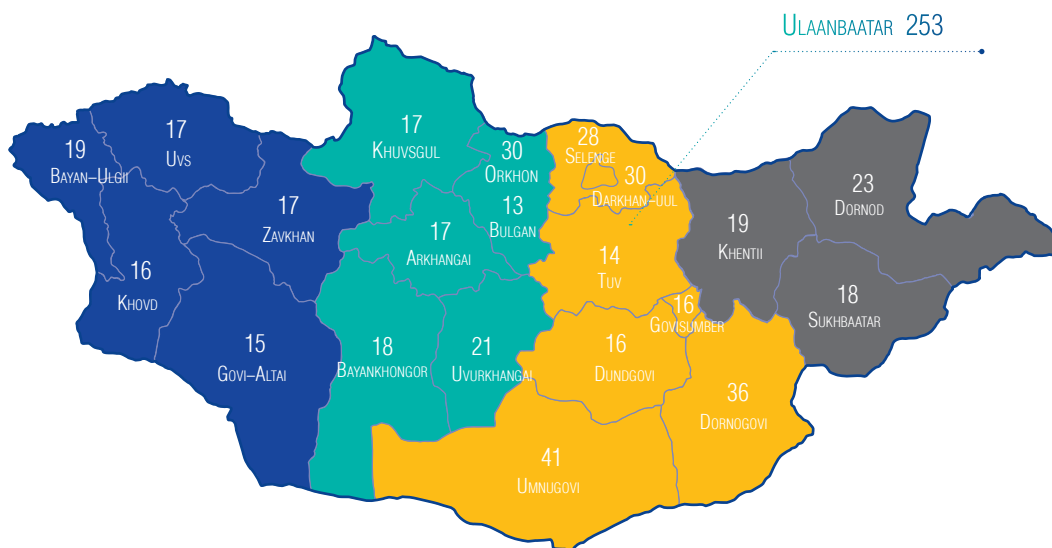 ULAANBAATAR 253
19
BAYAN–ULGII
17
UVS
17
ZAVKHAN
16
KHOVD
15
GOVI–ALTAI
17
KHUVSGUL
30
ORKHON
13
BULGAN
17
ARKHANGAI
18
BAYANKHONGOR
21
UVURKHANGAI
28
SELENGE
30
DARKHAN–UUL
14
TUV
16
GOVISUMBER
16
DUNDGOVI
36
DORNOGOVI
41
UMNUGOVI
19
KHENTII
23
DORNOD
18
SUKHBAATAR